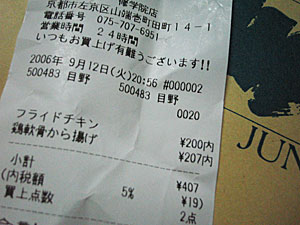 修学院店
京都市左京区山端壱町田町14-1
電話番号 075-707-6951
営業時間 24時間
いつもお買上げ有難うございます!!
2006年 9月12日(火)20:56 #000002
500483 目野
500483 目野
0020
フライドチキン ¥200内
鶏軟骨から揚げ ¥207内
小計 ¥407
(内税額 5% ¥19)
買上点数 2点
JUN